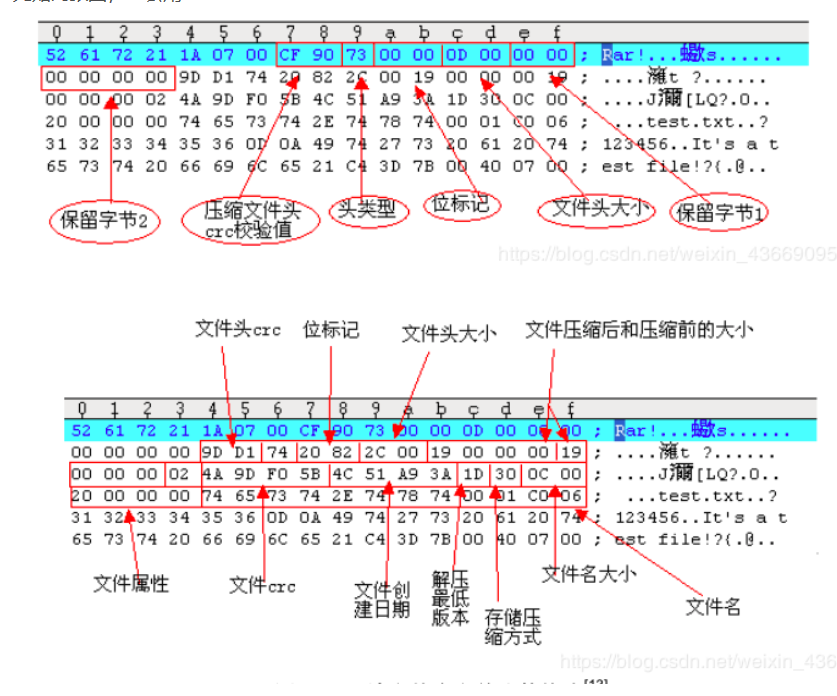 0 1 2 3 4 5 6 7 8 9 a b c d e f
52 61 72 21 1A 07 00 CF 90 73 00 00 0D 00 00 00 ; Rar!...蠍s......
00 00 00 00 9D D1 74 20 82 2C 00 19 00 00 00 19 ; ....漽t ?......
00 00 00 02 4A 9D F0 5B 4C 51 A9 3A 1D 30 0C 00 ; ....J濔[LQ?.0..
20 00 00 00 74 65 73 74 2E 74 78 74 00 01 C0 06 ; ...test.txt..?
31 32 33 34 35 36 0D 0A 49 74 27 73 20 61 20 74 ; 123456..It's a t
65 73 74 20 66 69 6C 65 21 C4 3D 7B 00 40 07 00 ; est file!?{.@..
保留字节2 压缩文件头crc校验值 头类型 位标记 文件头大小 保留字节1
https://blog.csdn.net/weixin_43669095
文件头crc 位标记 文件头大小 文件压缩后和压缩前的大小
0 1 2 3 4 5 6 7 8 9 a b c d e f
52 61 72 21 1A 07 00 CF 90 73 00 00 0D 00 00 00 ; Rar!...蠍s......
00 00 00 00 9D D1 74 20 82 2C 00 19 00 00 00 19 ; ....漽t ?......
00 00 00 02 4A 9D F0 5B 4C 51 A9 3A 1D 30 0C 00 ; ....J濔[LQ?.0..
20 00 00 00 74 65 73 74 2E 74 78 74 00 01 C0 06 ; ...test.txt..?
31 32 33 34 35 36 0D 0A 49 74 27 73 20 61 20 74 ; 123456..It's a t
65 73 74 20 66 69 6C 65 21 C4 3D 7B 00 40 07 00 ; est file!?{.@..
文件属性 文件crc 文件创建日期 解压最低版本 存储压缩方式 文件名大小 文件名
https://blog.csdn.net/weixin_436
[13]